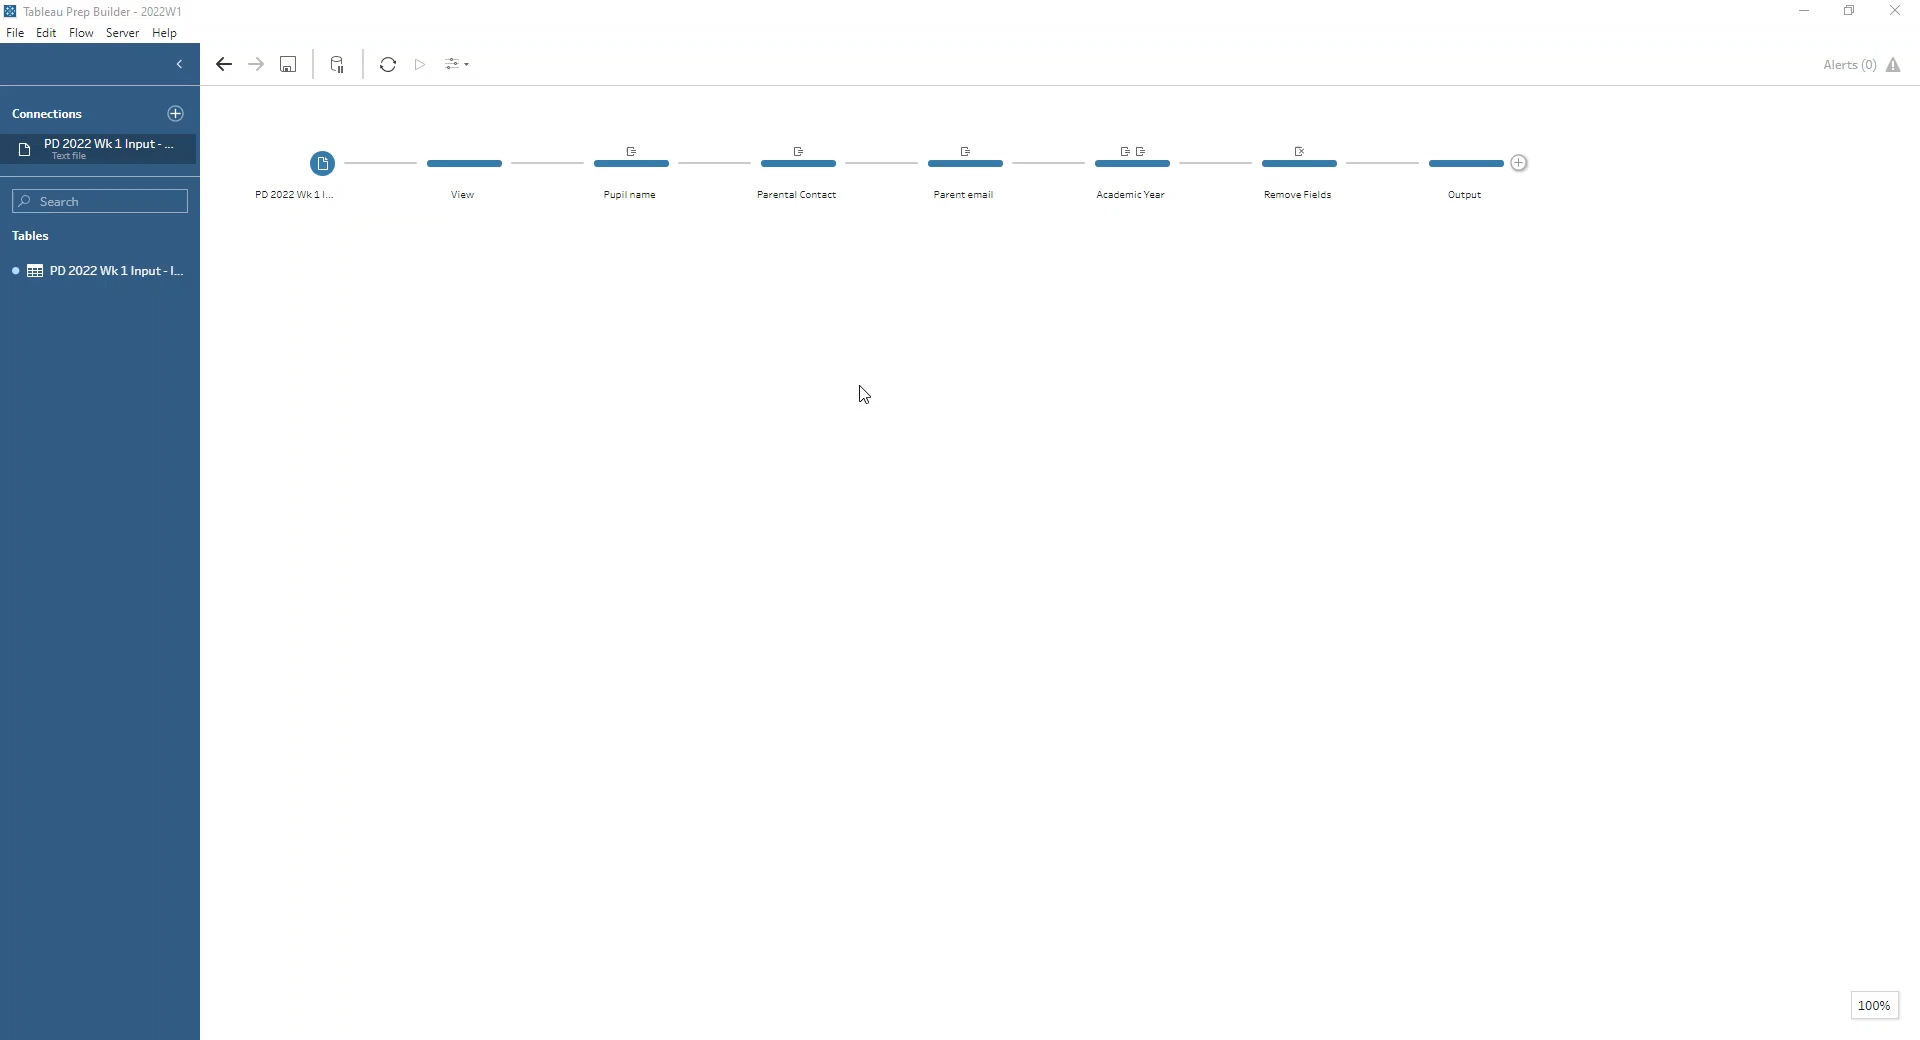 Tableau Prep Builder - 2022W1
File Edit Flow Server Help
Alerts (0)
Connections
PD 2022 Wk 1 Input - ...
Text file
Search
Tables
PD 2022 Wk 1 Input - I...
PD 2022 Wk 1 I...
View
Pupil name
Parental Contact
Parent email
Academic Year
Remove Fields
Output
100%